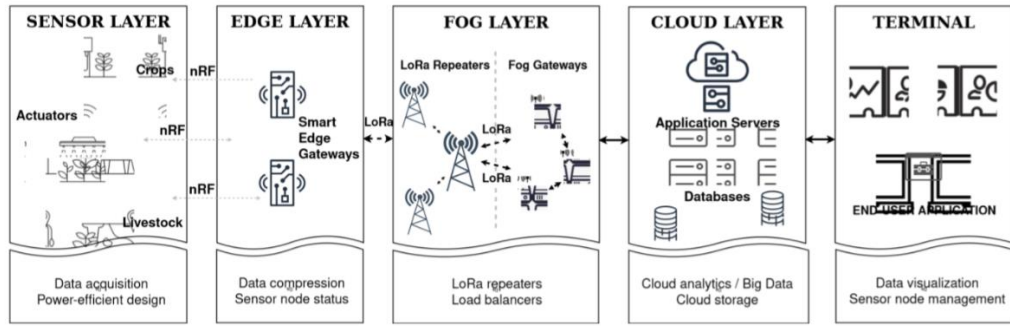 SENSOR LAYER
Crops
Actuators
Livestock
Data acquisition
Power-efficient design
nRF
nRF
nRF
EDGE LAYER
Smart
Edge
Gateways
Data compression
Sensor node status
LoRa
FOG LAYER
LoRa Repeaters
Fog Gateways
LoRa
LoRa
LoRa repeaters
Load balancers
CLOUD LAYER
Application Servers
Databases
Cloud analytics / Big Data
Cloud storage
TERMINAL
END-USER APPLICATION
Data visualization
Sensor node management